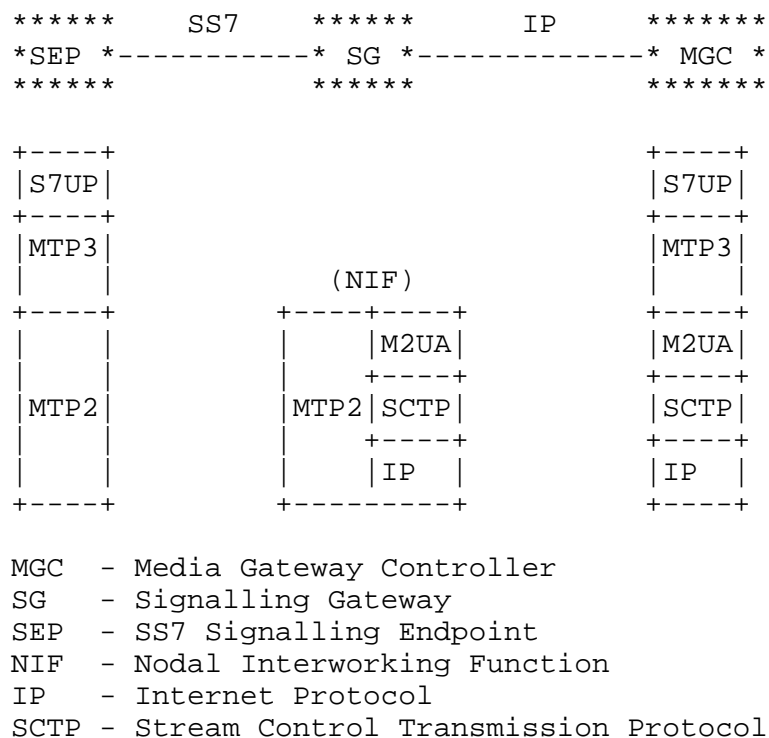 ******     SS7     ******       IP       *******
*SEP *-----------* SG *-------------* MGC *
******            ******                *******
+----+                                +----+
|S7UP|                                |S7UP|
+----+                                +----+
|MTP3|                                |MTP3|
|    |             (NIF)              |    |
+----+          +----+----+           +----+
|    |          |    |M2UA|           |M2UA|
|    |          |    +----+           +----+
|MTP2|          |MTP2|SCTP|           |SCTP|
|    |          |    +----+           +----+
|    |          |    |IP  |           |IP  |
+----+          +---------+           +----+
MGC  - Media Gateway Controller
SG   - Signalling Gateway
SEP  - SS7 Signalling Endpoint
NIF  - Nodal Interworking Function
IP   - Internet Protocol
SCTP - Stream Control Transmission Protocol